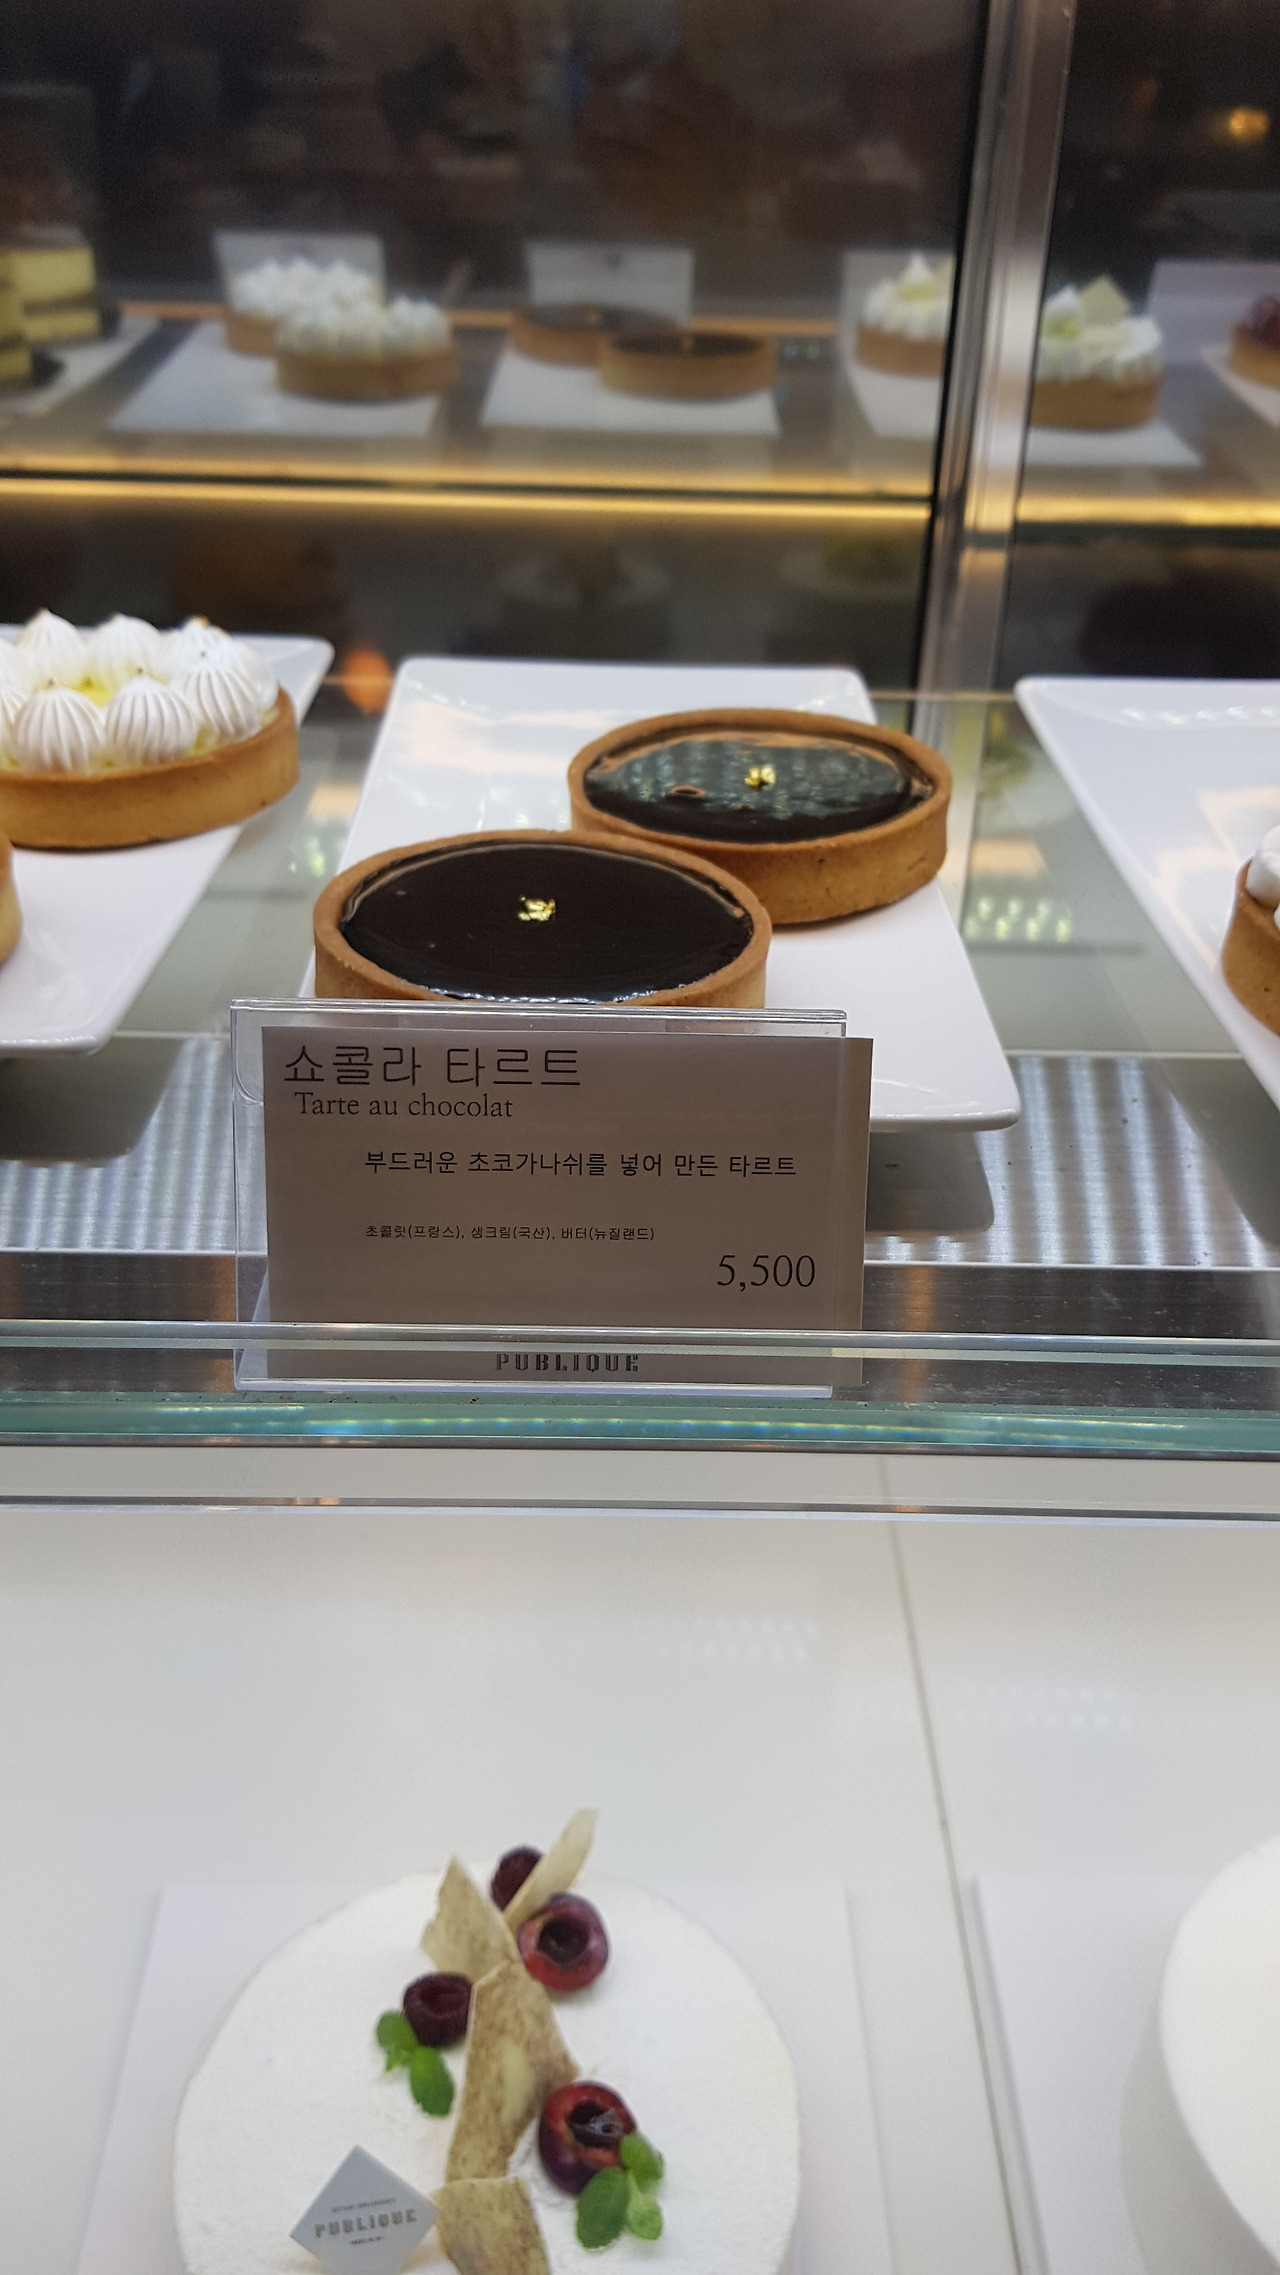 쇼콜라 타르트
Tarte au chocolat
부드러운 초코가나쉬를 넣어 만든 타르트
초콜릿(프랑스), 생크림(국산), 버터(뉴질랜드)
5,500
PUBLIQUE
PUBLIQUE